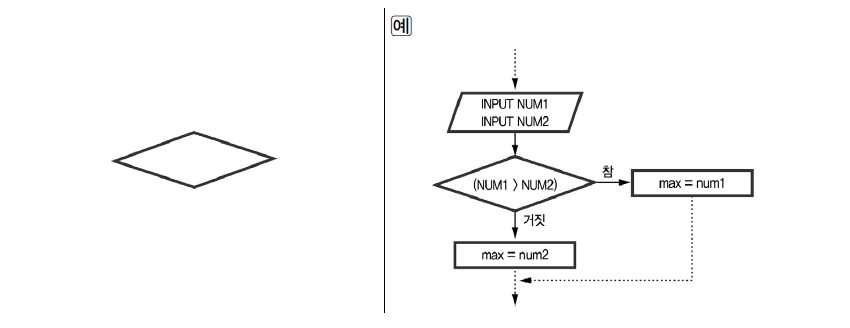 예
INPUT NUM1
INPUT NUM2
(NUM1 > NUM2)
참
max = num1
거짓
max = num2